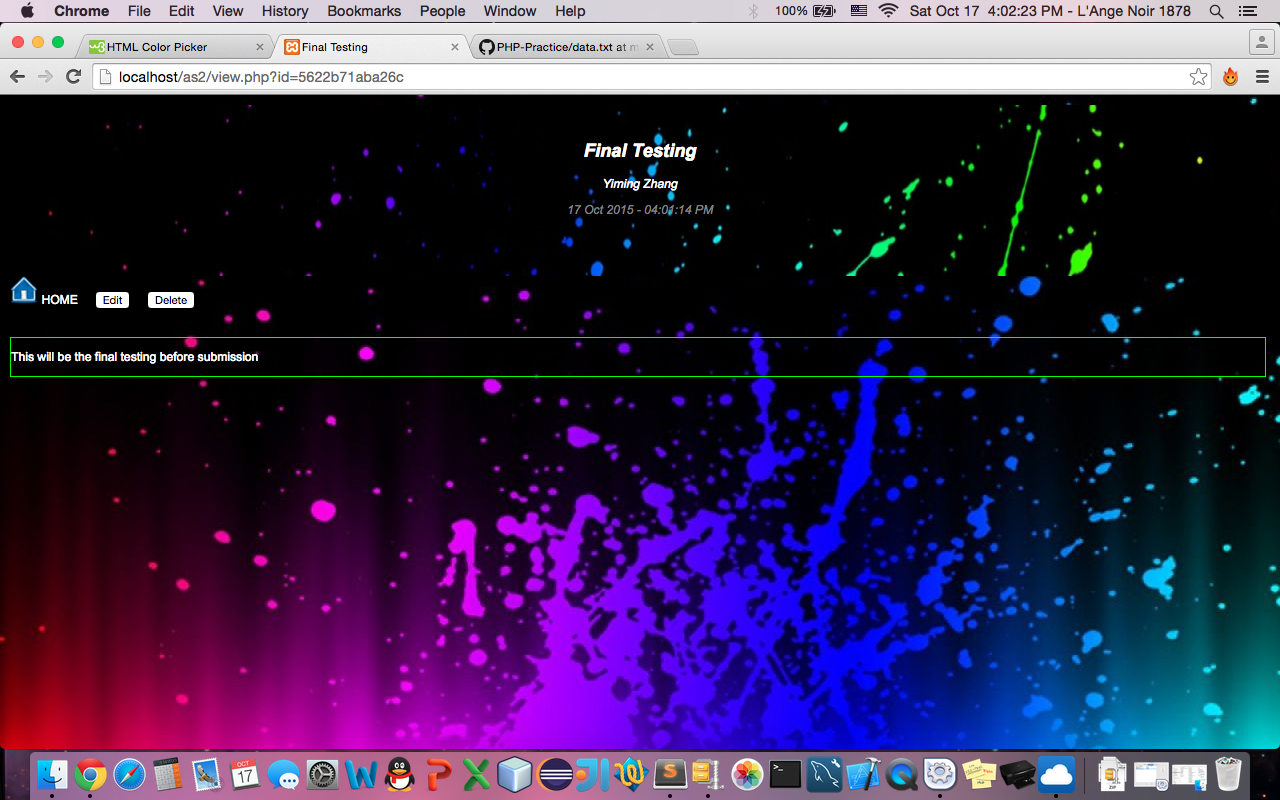 Chrome File Edit View History Bookmarks People Window Help 100% Sat Oct 17 4:02:23 PM - L'Ange Noir 1878
w3 HTML Color Picker Final Testing PHP-Practice/data.txt at m
localhost/as2/view.php?id=5622b71aba26c
Final Testing
Yiming Zhang
17 Oct 2015 - 04:01:14 PM
HOME Edit Delete
This will be the final testing before submission
OCT
17
ZIP